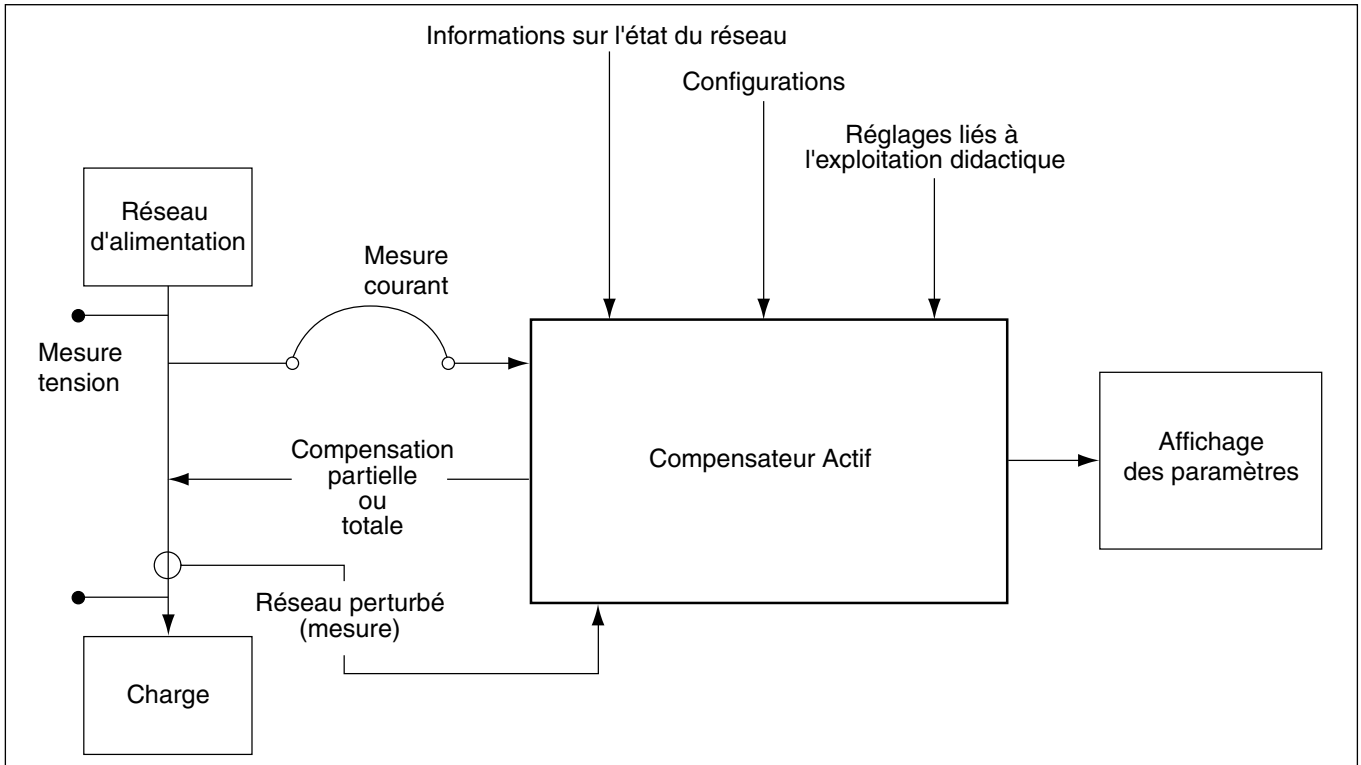 Informations sur l'état du réseau
Configurations
Réglages liés à
l'exploitation didactique
Réseau
d'alimentation
Mesure
courant
Mesure
tension
Compensation
partielle
ou
totale
Compensateur Actif
Affichage
des paramètres
Réseau perturbé
(mesure)
Charge